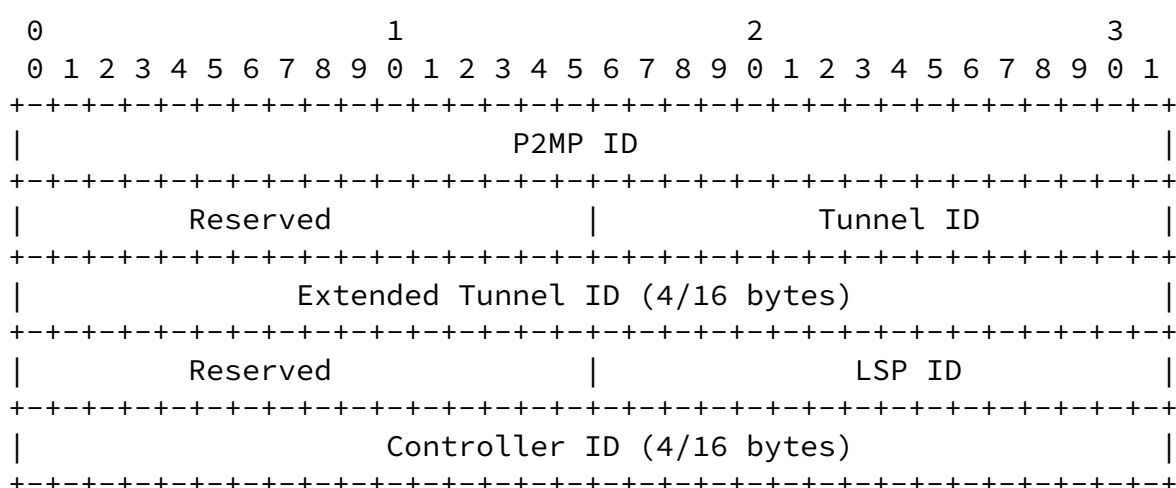 0                   1                   2                   3
 0 1 2 3 4 5 6 7 8 9 0 1 2 3 4 5 6 7 8 9 0 1 2 3 4 5 6 7 8 9 0 1
+-+-+-+-+-+-+-+-+-+-+-+-+-+-+-+-+-+-+-+-+-+-+-+-+-+-+-+-+-+-+-+-+
|                           P2MP ID                             |
+-+-+-+-+-+-+-+-+-+-+-+-+-+-+-+-+-+-+-+-+-+-+-+-+-+-+-+-+-+-+-+-+
|         Reserved              |            Tunnel ID          |
+-+-+-+-+-+-+-+-+-+-+-+-+-+-+-+-+-+-+-+-+-+-+-+-+-+-+-+-+-+-+-+-+
|               Extended Tunnel ID (4/16 bytes)                 |
+-+-+-+-+-+-+-+-+-+-+-+-+-+-+-+-+-+-+-+-+-+-+-+-+-+-+-+-+-+-+-+-+
|         Reserved              |              LSP ID           |
+-+-+-+-+-+-+-+-+-+-+-+-+-+-+-+-+-+-+-+-+-+-+-+-+-+-+-+-+-+-+-+-+
|                    Controller ID (4/16 bytes)                 |
+-+-+-+-+-+-+-+-+-+-+-+-+-+-+-+-+-+-+-+-+-+-+-+-+-+-+-+-+-+-+-+-+